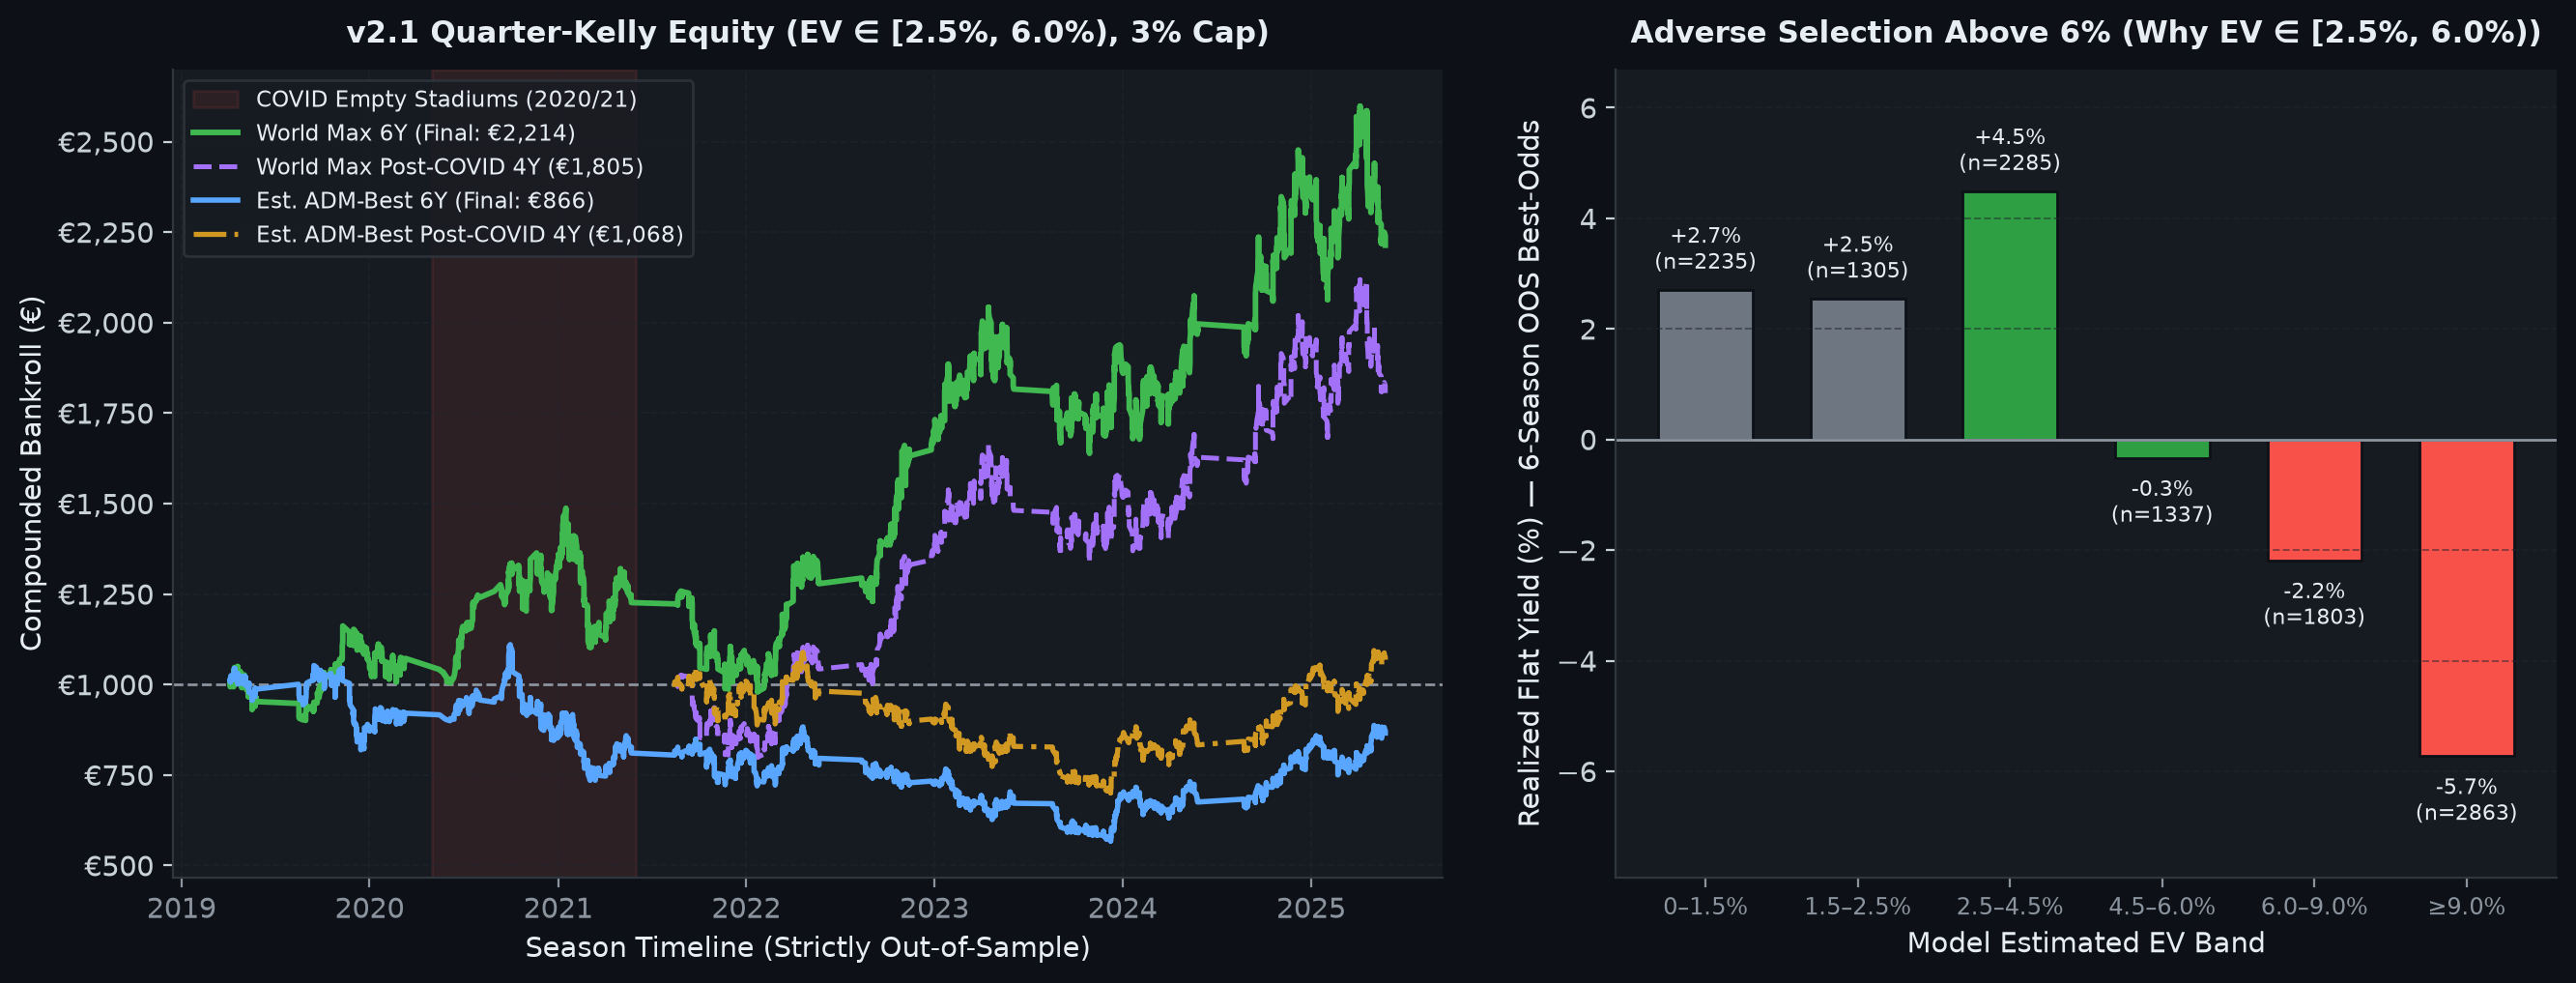 v2.1 Quarter-Kelly Equity (EV ∈ [2.5%, 6.0%), 3% Cap)
COVID Empty Stadiums (2020/21)
World Max 6Y (Final: €2,214)
World Max Post-COVID 4Y (€1,805)
Est. ADM-Best 6Y (Final: €866)
Est. ADM-Best Post-COVID 4Y (€1,068)
Compounded Bankroll (€)
€2,500
€2,250
€2,000
€1,750
€1,500
€1,250
€1,000
€750
€500
2019
2020
2021
2022
2023
2024
2025
Season Timeline (Strictly Out-of-Sample)
Adverse Selection Above 6% (Why EV ∈ [2.5%, 6.0%))
Realized Flat Yield (%) — 6-Season OOS Best-Odds
6
4
2
0
−2
−4
−6
+2.7%
(n=2235)
+2.5%
(n=1305)
+4.5%
(n=2285)
-0.3%
(n=1337)
-2.2%
(n=1803)
-5.7%
(n=2863)
0–1.5%
1.5–2.5%
2.5–4.5%
4.5–6.0%
6.0–9.0%
≥9.0%
Model Estimated EV Band